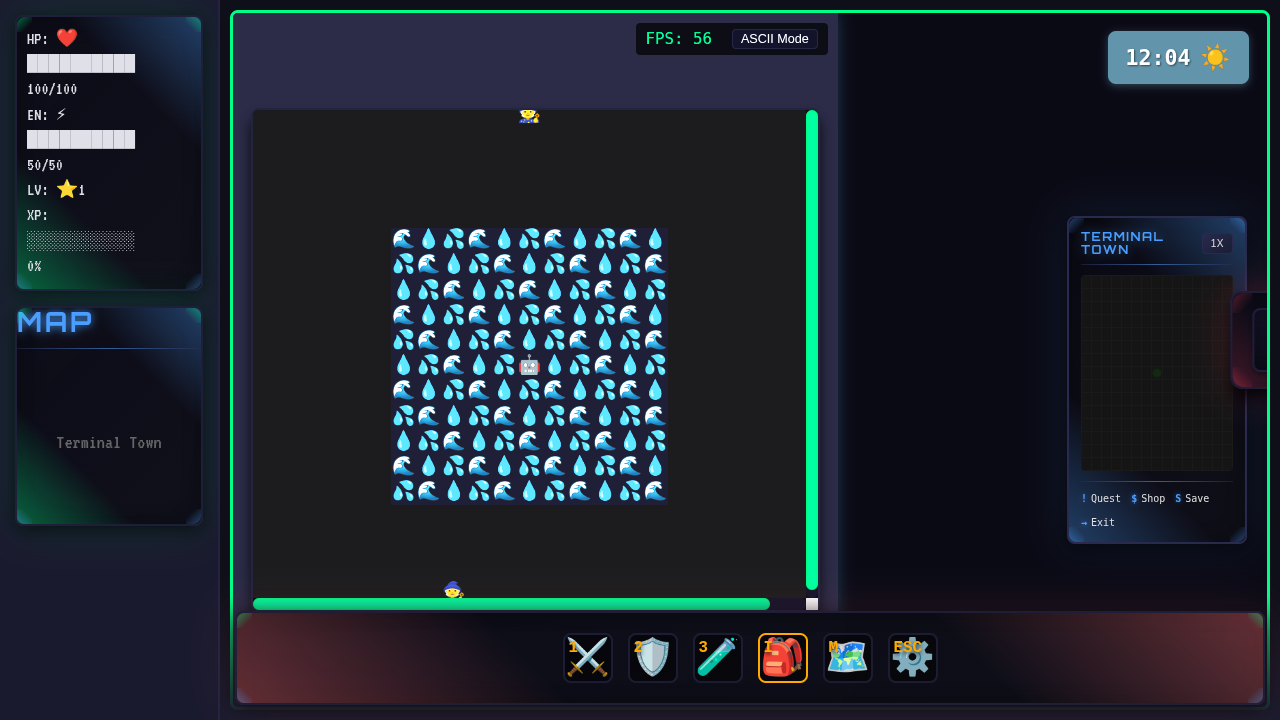 HP: ❤️
100/100
EN: ⚡
50/50
LV: ⭐1
XP:
0%
MAP
Terminal Town
FPS: 56
ASCII Mode
12:04 ☀️
TERMINAL
TOWN
1X
! Quest $ Shop S Save
→ Exit
1
2
3
I
M
ESC